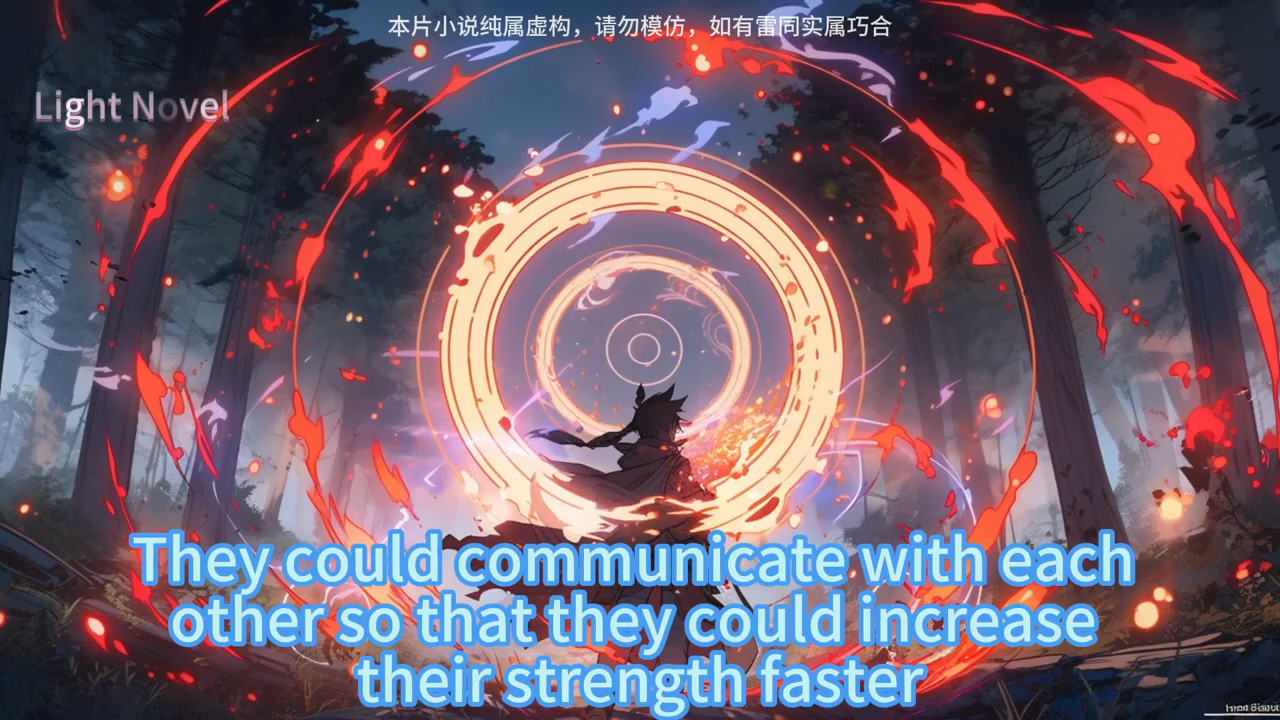 本片小说纯属虚构，请勿模仿，如有雷同实属巧合
Light Novel
They could communicate with each
other so that they could increase
their strength faster